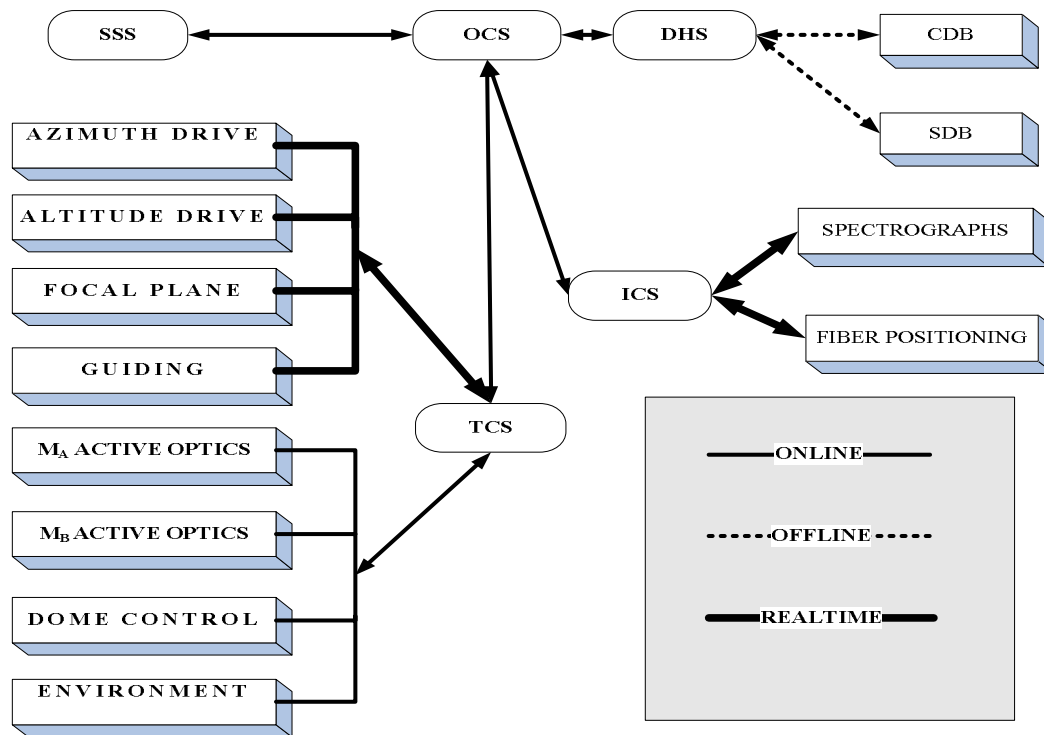 SSS
OCS
DHS
CDB
SDB
AZIMUTH DRIVE
ALTITUDE DRIVE
FOCAL PLANE
GUIDING
SPECTROGRAPHS
ICS
FIBER POSITIONING
TCS
MA ACTIVE OPTICS
MB ACTIVE OPTICS
DOME CONTROL
ENVIRONMENT
ONLINE
OFFLINE
REALTIME